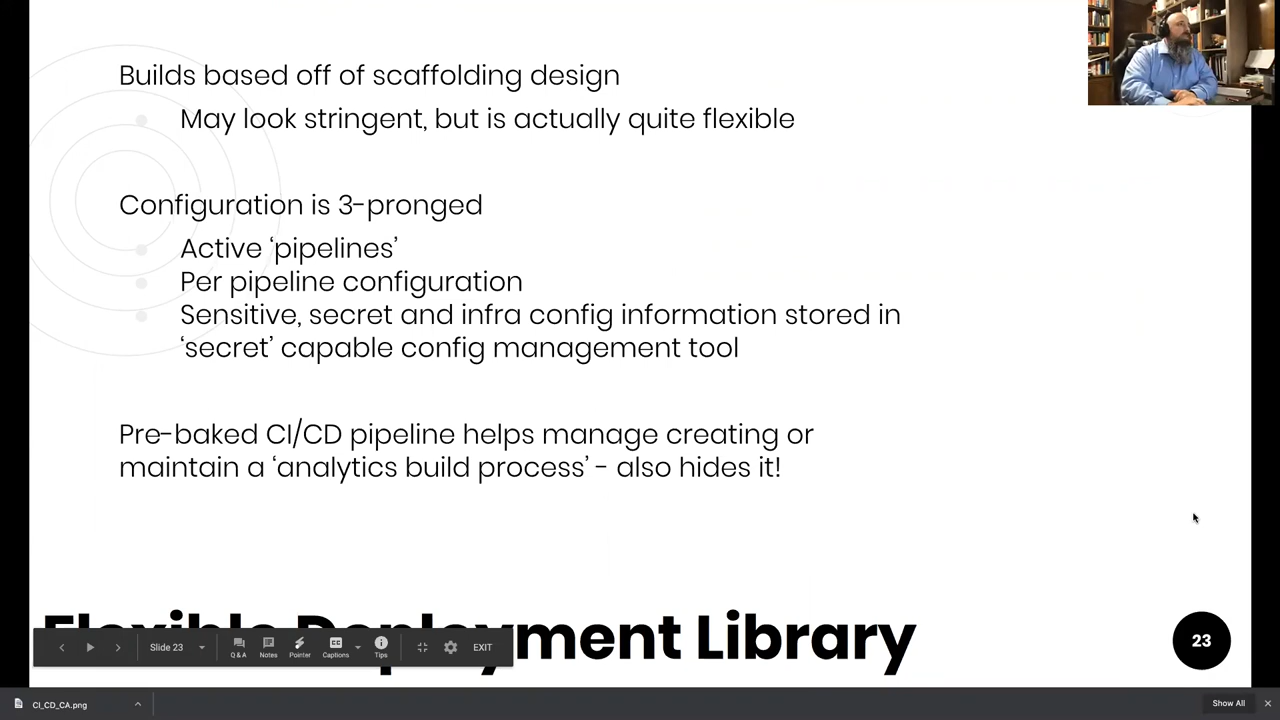 Builds based off of scaffolding design
May look stringent, but is actually quite flexible
Configuration is 3-pronged
Active ‘pipelines’
Per pipeline configuration
Sensitive, secret and infra config information stored in
‘secret’ capable config management tool
Pre-baked CI/CD pipeline helps manage creating or
maintain a ‘analytics build process’ - also hides it!
Flexible Deployment Library
23
Slide 23
Q & A
Notes
Pointer
Captions
Tips
EXIT
CI_CD_CA.png
Show All